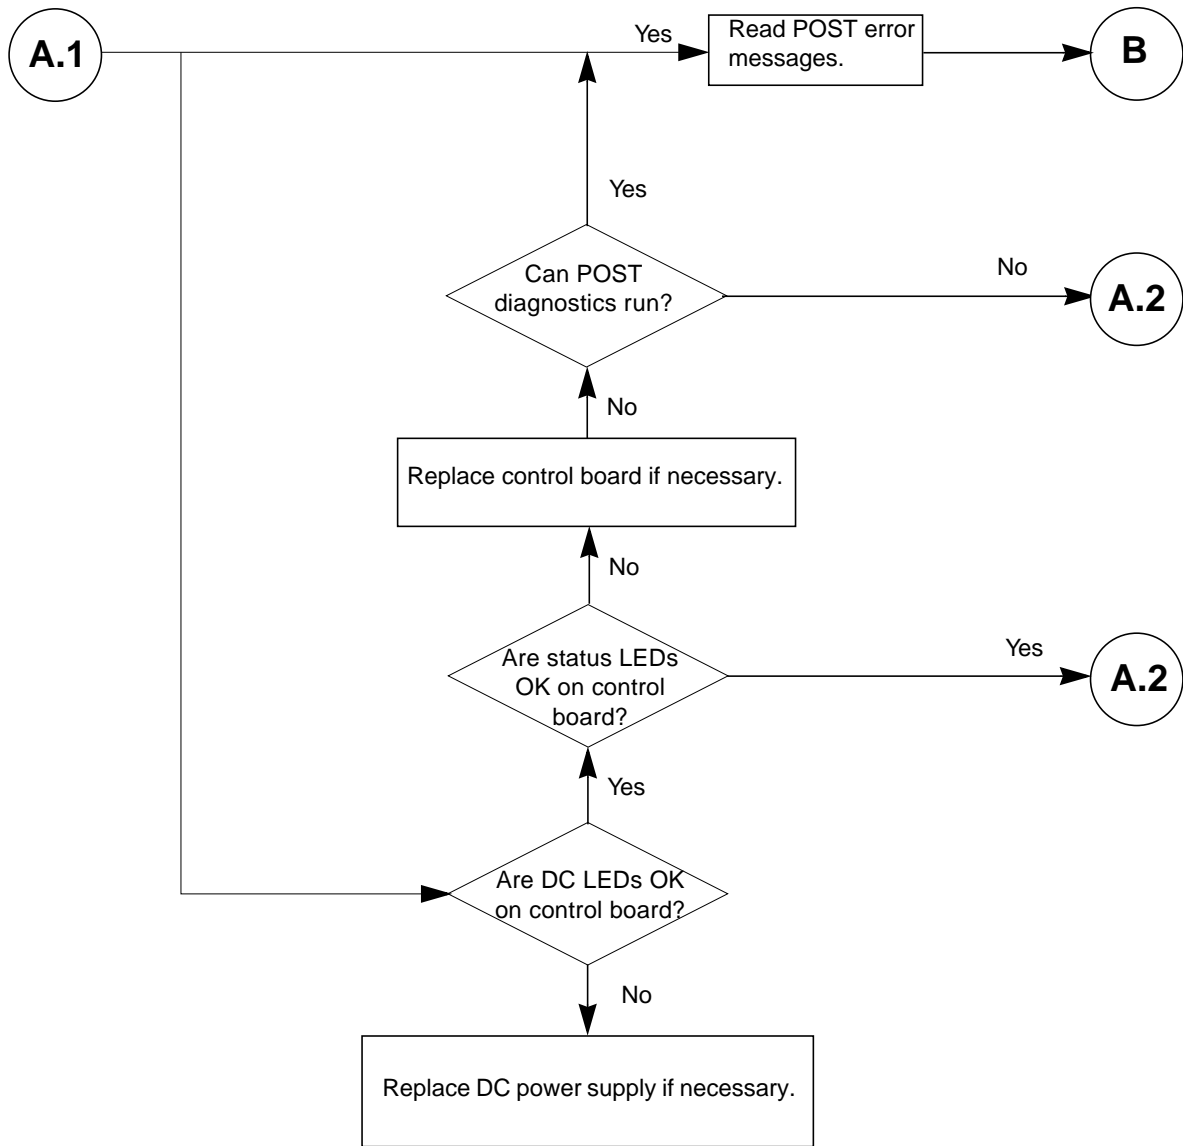 A.1
Yes
Read POST error
messages.
B
Yes
Can POST
diagnostics run?
No
A.2
No
Replace control board if necessary.
No
Are status LEDs
OK on control
board?
Yes
A.2
Yes
Are DC LEDs OK
on control board?
No
Replace DC power supply if necessary.